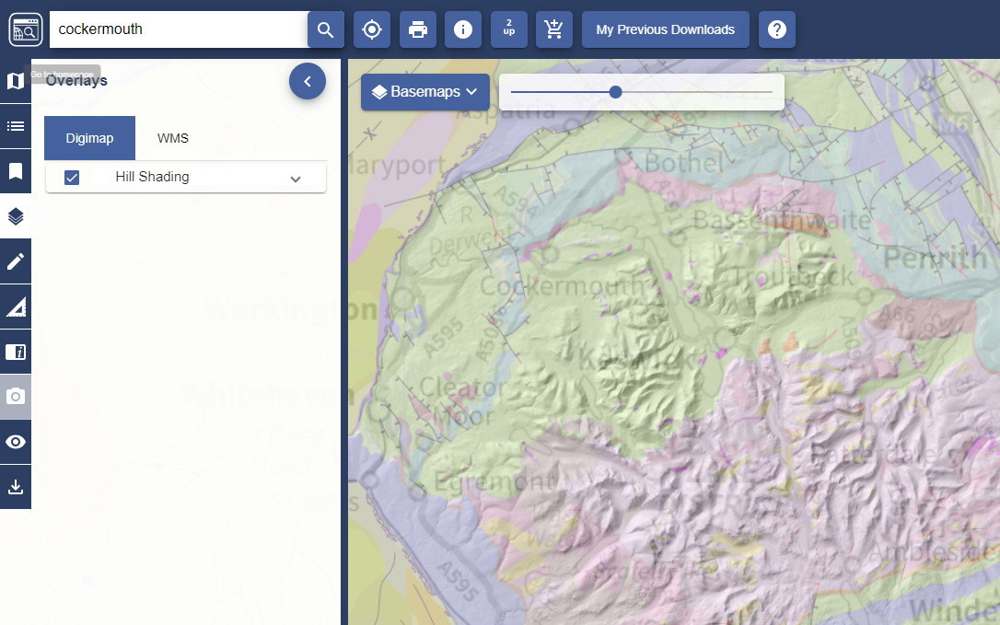 cockermouth
2
up
My Previous Downloads
Go to homepage
Overlays
Digimap
WMS
Hill Shading
Basemaps
Aspatria
Maryport
Bothel
M6
A594
R
Derwent
Bassenthwaite
Penrith
Cockermouth
Troutbeck
Workington
A595
A66
A592
Keswick
Whitehaven
Cleator
Moor
St Bees
Head
Patterdale
Egremont
St Bees
Ambleside
A595
Winde